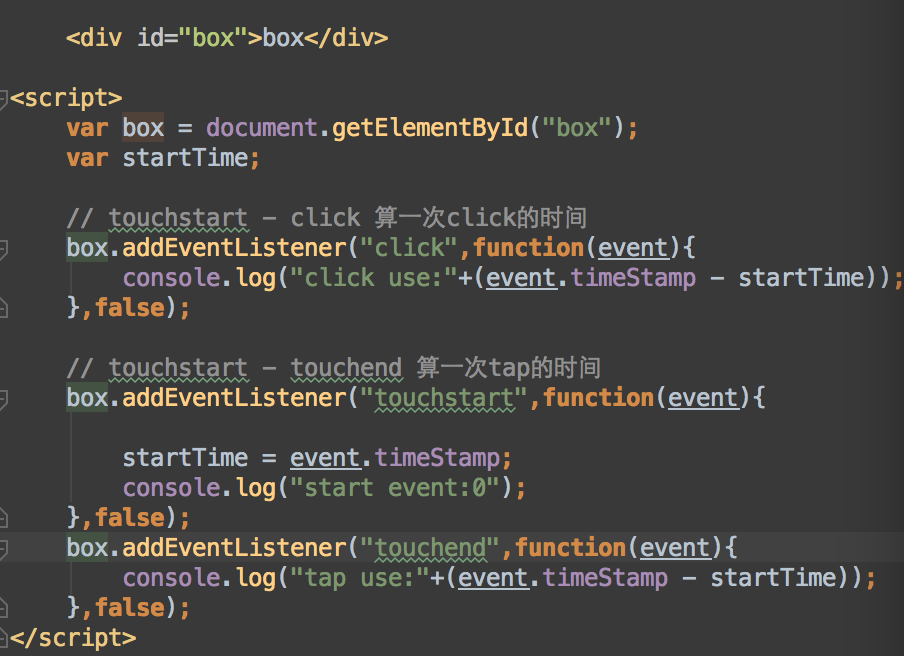 <div id="box">box</div>
<script>
var box = document.getElementById("box");
var startTime;
// touchstart - click 算一次click的时间
box.addEventListener("click",function(event){
console.log("click use:"+(event.timeStamp - startTime));
},false);
// touchstart - touchend 算一次tap的时间
box.addEventListener("touchstart",function(event){
startTime = event.timeStamp;
console.log("start event:0");
},false);
box.addEventListener("touchend",function(event){
console.log("tap use:"+(event.timeStamp - startTime));
},false);
</script>